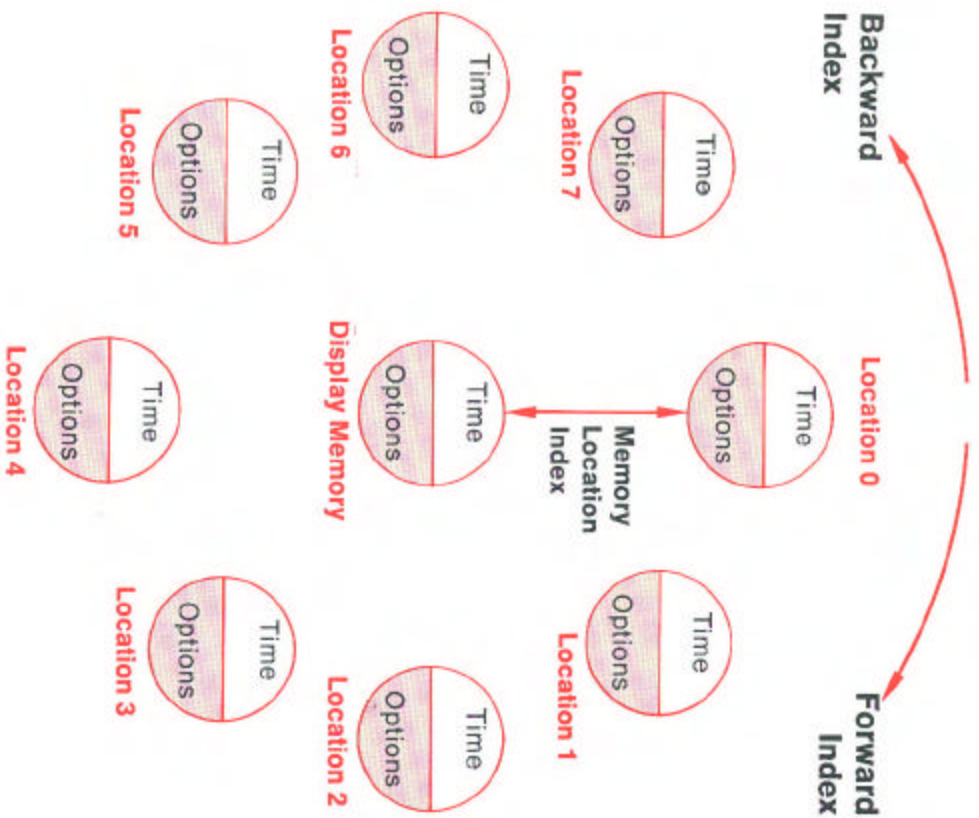 Backward
Index
Forward
Index
Location 0
Time
Options
Memory
Location
Index
Location 7
Time
Options
Location 1
Time
Options
Location 6
Time
Options
Display Memory
Time
Options
Location 2
Time
Options
Location 5
Time
Options
Location 3
Time
Options
Time
Options
Location 4